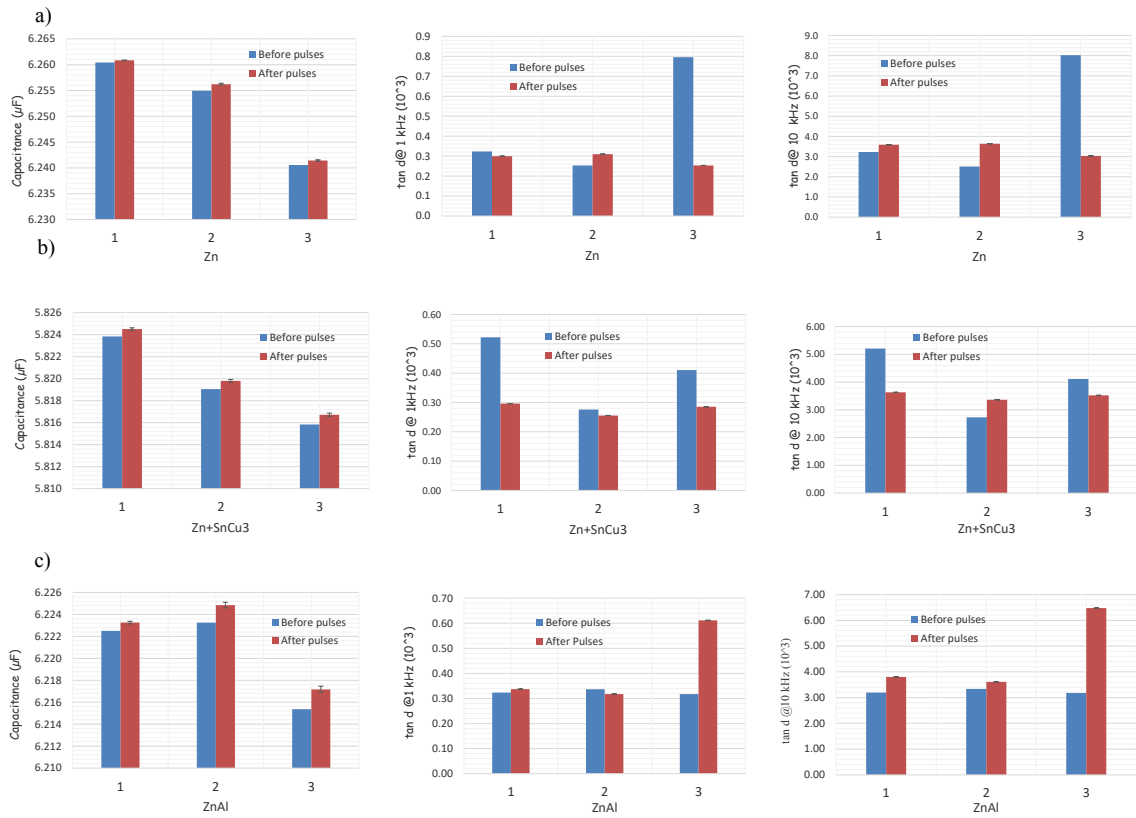 a)
6.265
6.260
6.255
6.250
6.245
6.240
6.235
6.230
Capacitance (µF)
Before pulses
After pulses
1 2 3
Zn
0.9
0.8
0.7
0.6
0.5
0.4
0.3
0.2
0.1
0.0
tan d@ 1 kHz (10^3)
Before pulses
After pulses
1 2 3
Zn
9.0
8.0
7.0
6.0
5.0
4.0
3.0
2.0
1.0
0.0
tan d@ 10 kHz (10^3)
Before pulses
After pulses
1 2 3
Zn
b)
5.826
5.824
5.822
5.820
5.818
5.816
5.814
5.812
5.810
Capacitance (µF)
Before pulses
After pulses
1 2 3
Zn+SnCu3
0.60
0.50
0.40
0.30
0.20
0.10
0.00
tan d @ 1kHz (10^3)
Before pulses
After pulses
1 2 3
Zn+SnCu3
6.00
5.00
4.00
3.00
2.00
1.00
0.00
tan d @ 10 kHz (10^3)
Before pulses
After pulses
1 2 3
Zn+SnCu3
c)
6.226
6.224
6.222
6.220
6.218
6.216
6.214
6.212
6.210
Capacitance (µF)
Before pulses
After pulses
1 2 3
ZnAl
0.70
0.60
0.50
0.40
0.30
0.20
0.10
0.00
tan d @1 kHz (10^3)
Before pulses
After Pulses
1 2 3
ZnAl
7.00
6.00
5.00
4.00
3.00
2.00
1.00
0.00
tan d @10 kHz (10^3)
Before pulses
After pulses
1 2 3
ZnAl